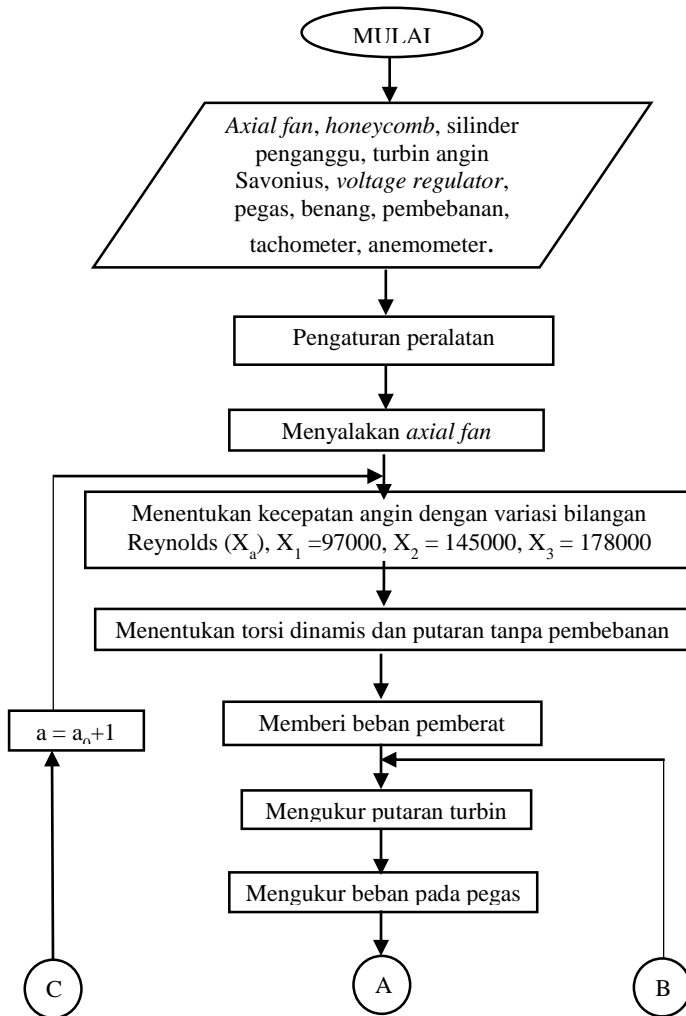 MULAI
Axial fan, honeycomb, silinder
penganggu, turbin angin
Savonius, voltage regulator,
pegas, benang, pembebanan,
tachometer, anemometer.
Pengaturan peralatan
Menyalakan axial fan
Menentukan kecepatan angin dengan variasi bilangan
Reynolds (Xₐ), X₁ =97000, X₂ = 145000, X₃ = 178000
Menentukan torsi dinamis dan putaran tanpa pembebanan
Memberi beban pemberat
a = a₀+1
Mengukur putaran turbin
Mengukur beban pada pegas
C
A
B